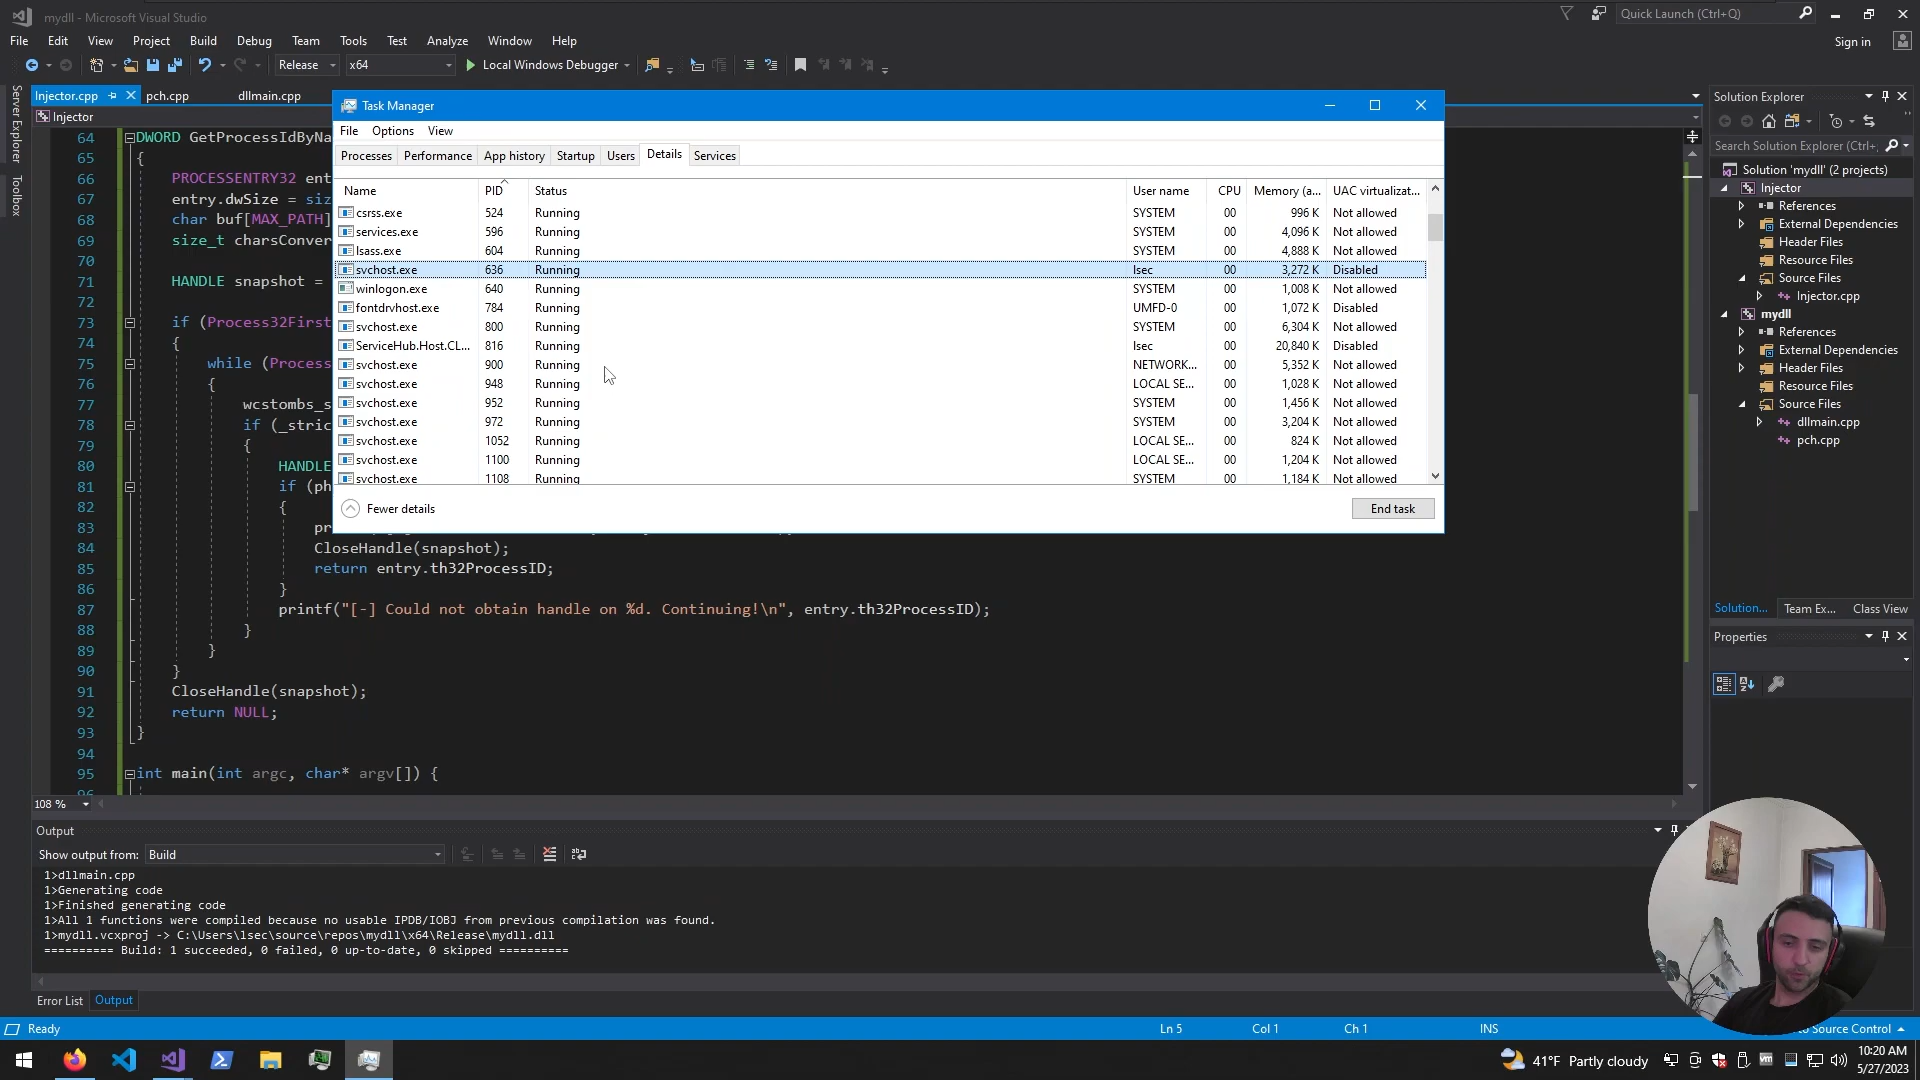 mydll - Microsoft Visual Studio
Quick Launch (Ctrl+Q)
File Edit View Project Build Debug Team Tools Test Analyze Window Help
Sign in
Release x64 Local Windows Debugger
Server Explorer
Toolbox
Injector.cpp pch.cpp dllmain.cpp
Injector
64 DWORD GetProcessIdByNa
65 {
66 PROCESSENTRY32 ent
67 entry.dwSize = siz
68 char buf[MAX_PATH]
69 size_t charsConver
70
71 HANDLE snapshot =
72
73 if (Process32First
74 {
75 while (Process
76 {
77 wcstombs_s
78 if (_stric
79 {
80 HANDLE
81 if (ph
82 {
83 pr
84 CloseHandle(snapshot);
85 return entry.th32ProcessID;
86 }
87 printf("[-] Could not obtain handle on %d. Continuing!\n", entry.th32ProcessID);
88 }
89 }
90 }
91 CloseHandle(snapshot);
92 return NULL;
93 }
94
95 int main(int argc, char* argv[]) {
96
108 %
Task Manager
File Options View
Processes Performance App history Startup Users Details Services
Name PID Status User name CPU Memory (a... UAC virtualizat...
csrss.exe 524 Running SYSTEM 00 996 K Not allowed
services.exe 596 Running SYSTEM 00 4,096 K Not allowed
lsass.exe 604 Running SYSTEM 00 4,888 K Not allowed
svchost.exe 636 Running lsec 00 3,272 K Disabled
winlogon.exe 640 Running SYSTEM 00 1,008 K Not allowed
fontdrvhost.exe 784 Running UMFD-0 00 1,072 K Disabled
svchost.exe 800 Running SYSTEM 00 6,304 K Not allowed
ServiceHub.Host.CL... 816 Running lsec 00 20,840 K Disabled
svchost.exe 900 Running NETWORK... 00 5,352 K Not allowed
svchost.exe 948 Running LOCAL SE... 00 1,028 K Not allowed
svchost.exe 952 Running SYSTEM 00 1,456 K Not allowed
svchost.exe 972 Running SYSTEM 00 3,204 K Not allowed
svchost.exe 1052 Running LOCAL SE... 00 824 K Not allowed
svchost.exe 1100 Running LOCAL SE... 00 1,204 K Not allowed
svchost.exe 1108 Running SYSTEM 00 1,184 K Not allowed
Fewer details
End task
Solution Explorer
Search Solution Explorer (Ctrl+;
Solution 'mydll' (2 projects)
Injector
References
External Dependencies
Header Files
Resource Files
Source Files
Injector.cpp
mydll
References
External Dependencies
Header Files
Resource Files
Source Files
dllmain.cpp
pch.cpp
Solution... Team Ex... Class View
Properties
Output
Show output from: Build
1>dllmain.cpp
1>Generating code
1>Finished generating code
1>All 1 functions were compiled because no usable IPDB/IOBJ from previous compilation was found.
1>mydll.vcxproj -> C:\Users\lsec\source\repos\mydll\x64\Release\mydll.dll
========== Build: 1 succeeded, 0 failed, 0 up-to-date, 0 skipped ==========
Error List Output
Ready Ln 5 Col 1 Ch 1 INS to Source Control
41°F Partly cloudy
10:20 AM
5/27/2023